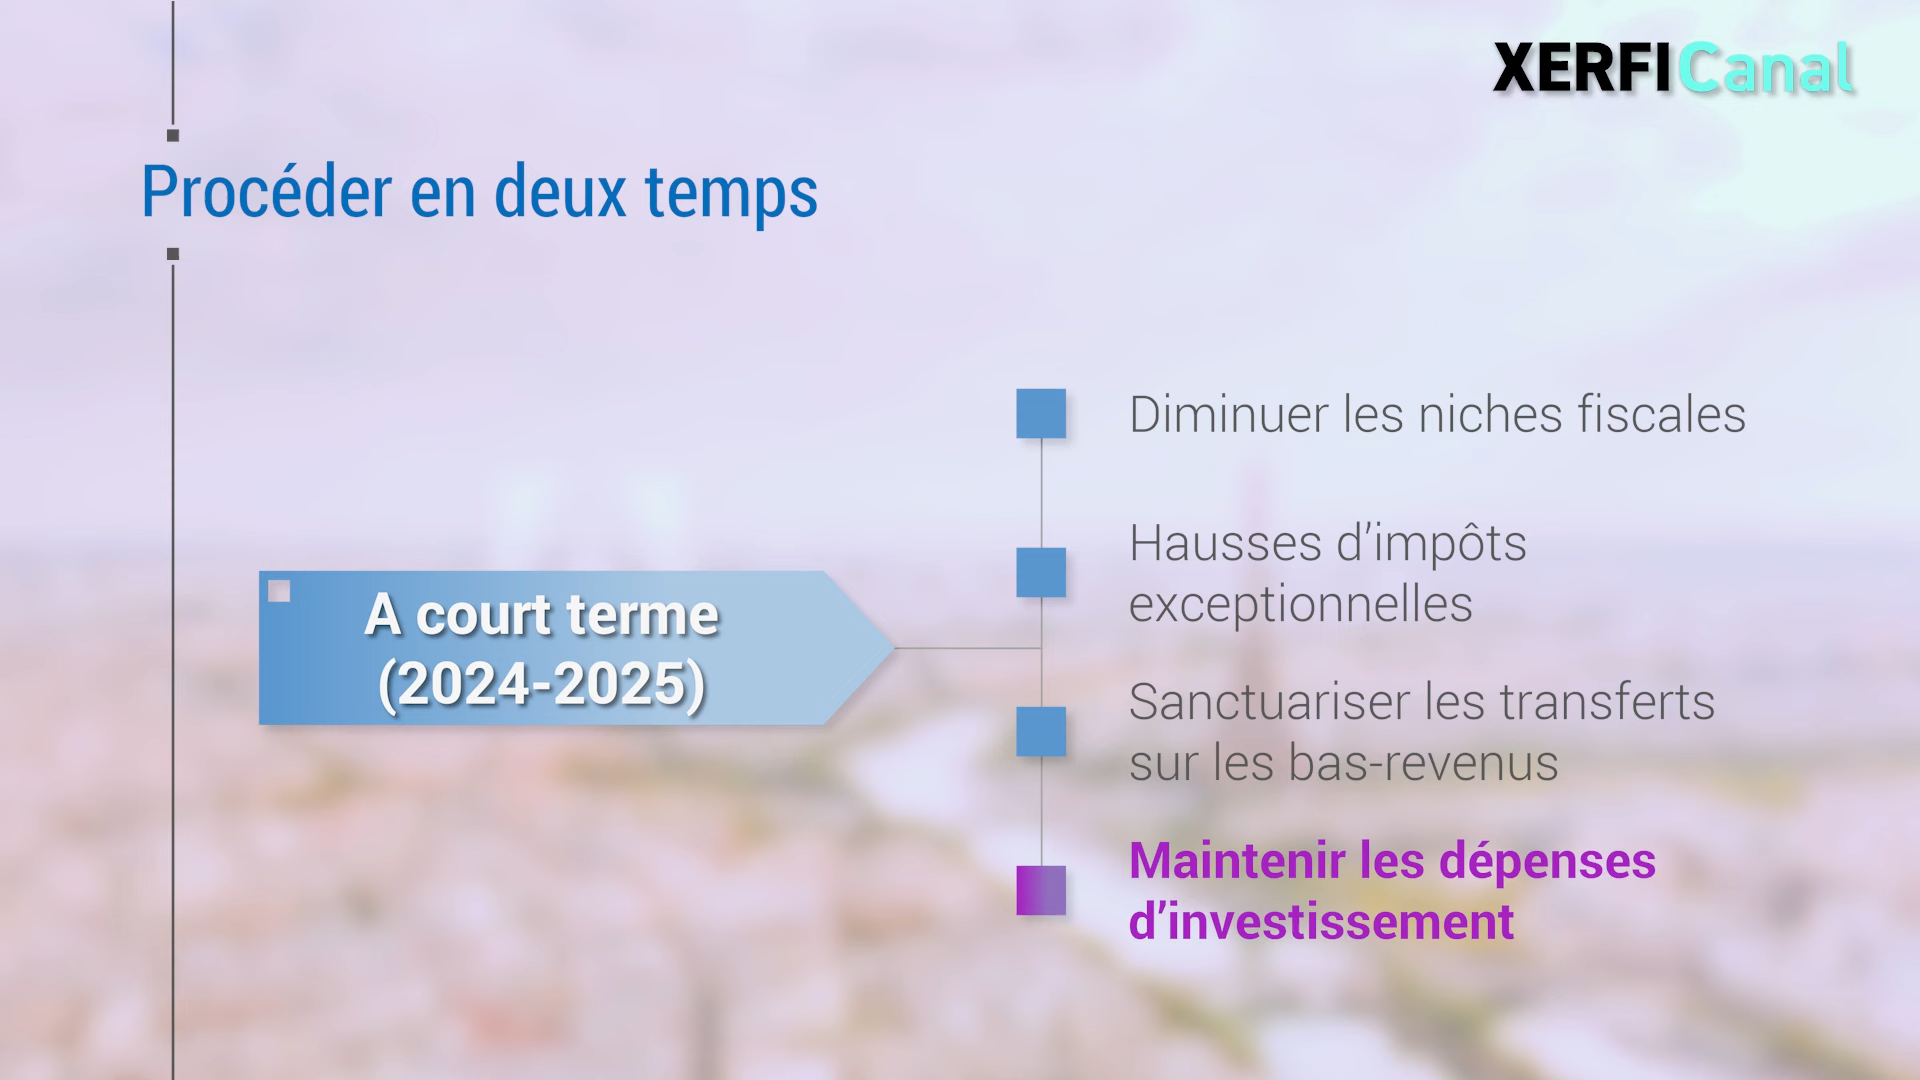 XERFI Canal
Procéder en deux temps
A court terme
(2024-2025)
Diminuer les niches fiscales
Hausses d’impôts
exceptionnelles
Sanctuariser les transferts
sur les bas-revenus
Maintenir les dépenses
d’investissement